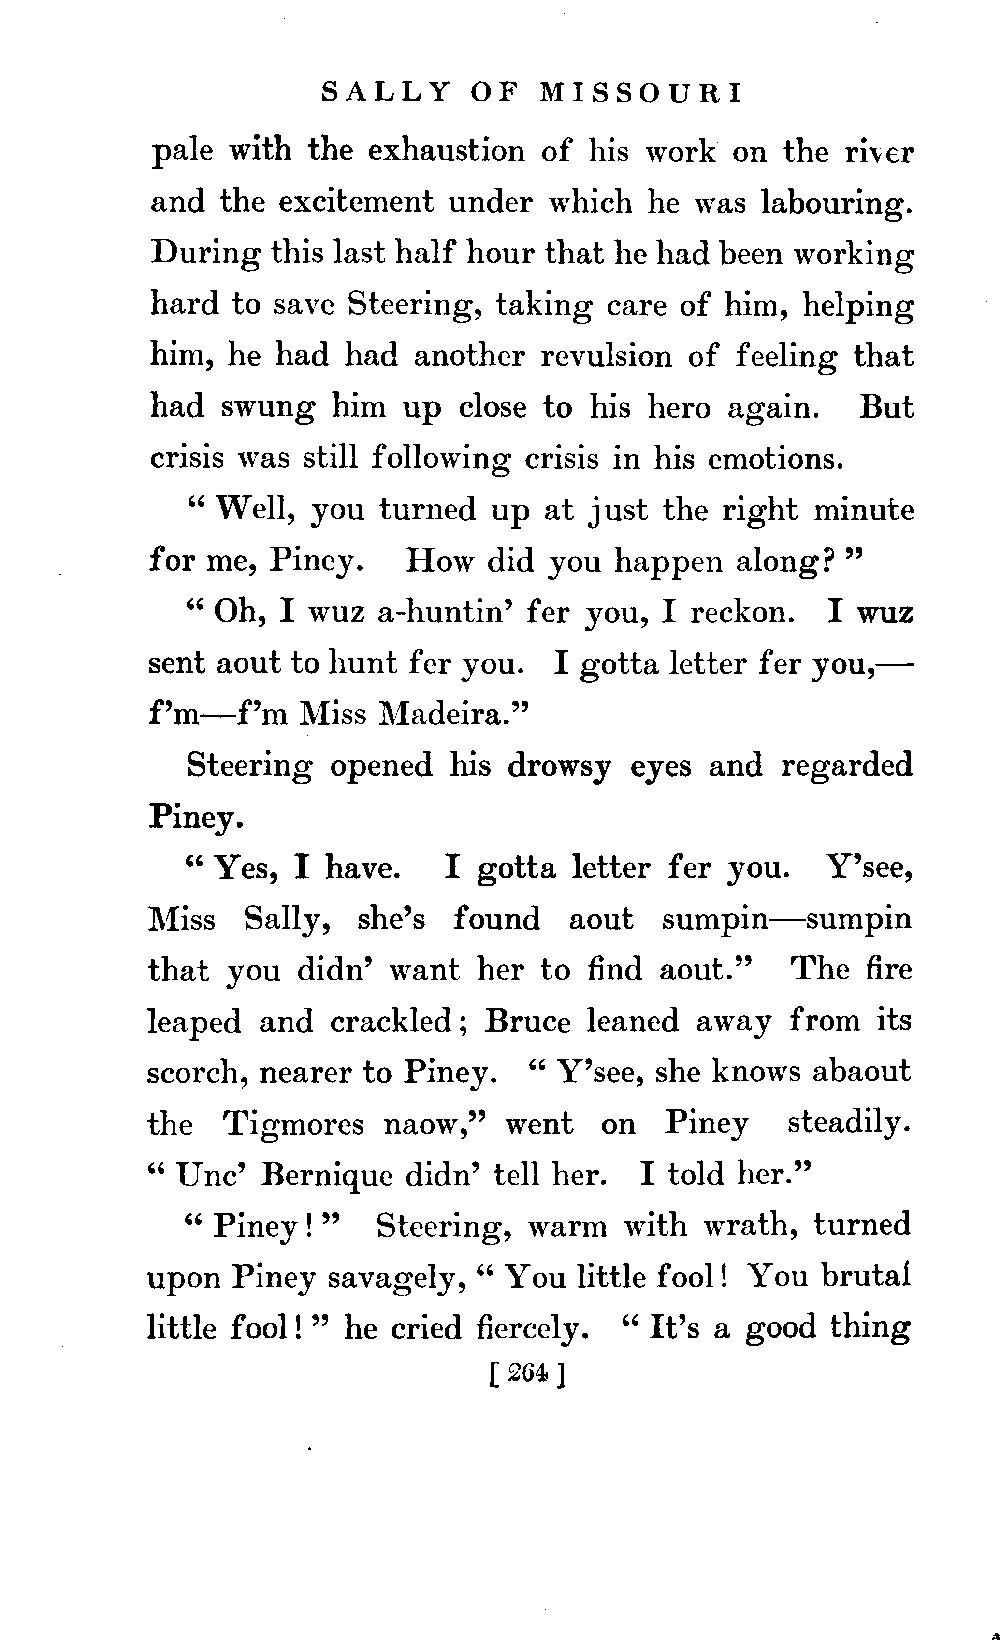 SALLY OF MISSOURI
pale with the exhaustion of his work on the river
and the excitement under which he was labouring.
During this last half hour that he had been working
hard to save Steering, taking care of him, helping
him, he had had another revulsion of feeling that
had swung him up close to his hero again. But
crisis was still following crisis in his emotions.
“ Well, you turned up at just the right minute
for me, Piney. How did you happen along? ”
“ Oh, I wuz a-huntin’ fer you, I reckon. I wuz
sent aout to hunt fer you. I gotta letter fer you,—
f’m—f’m Miss Madeira.”
Steering opened his drowsy eyes and regarded
Piney.
“ Yes, I have. I gotta letter fer you. Y’see,
Miss Sally, she’s found aout sumpin—sumpin
that you didn’ want her to find aout.” The fire
leaped and crackled; Bruce leaned away from its
scorch, nearer to Piney. “ Y’see, she knows abaout
the Tigmores naow,” went on Piney steadily.
“ Unc’ Bernique didn’ tell her. I told her.”
“ Piney! ” Steering, warm with wrath, turned
upon Piney savagely, “ You little fool! You brutal
little fool! ” he cried fiercely. “ It’s a good thing
[ 264 ]